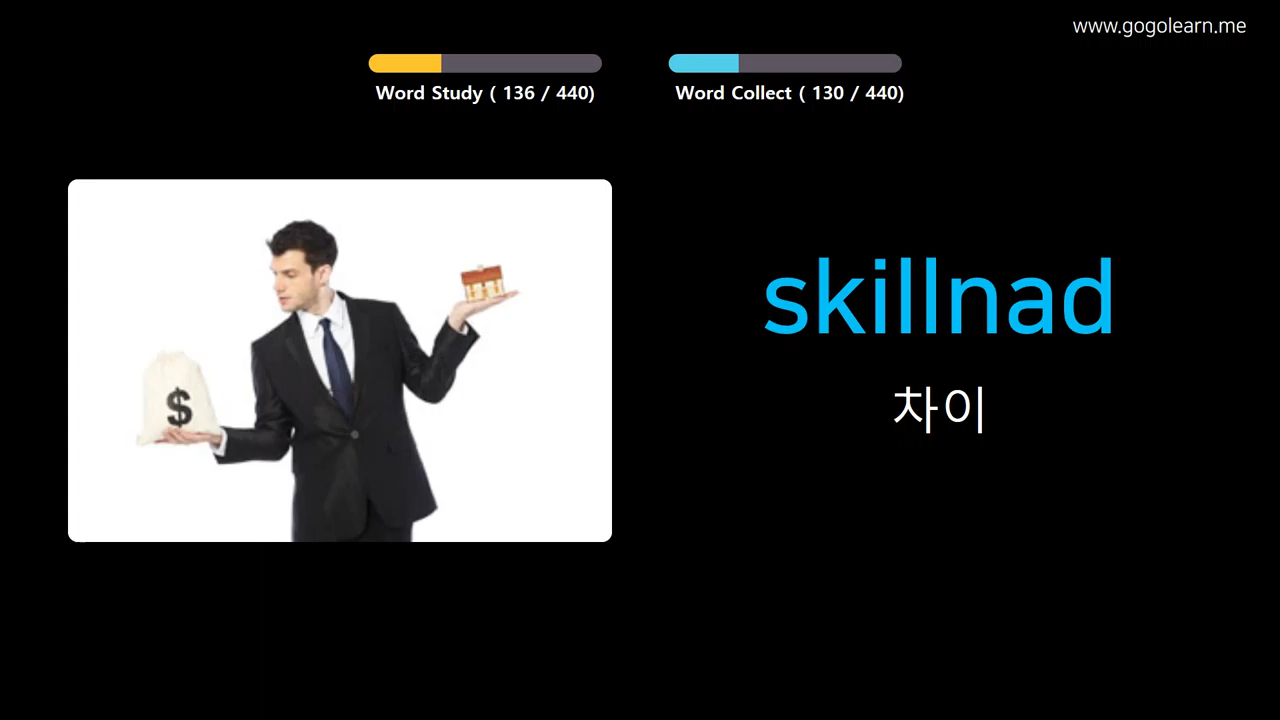 www.gogolearn.me
Word Study ( 136 / 440)
Word Collect ( 130 / 440)
$
skillnad
차이